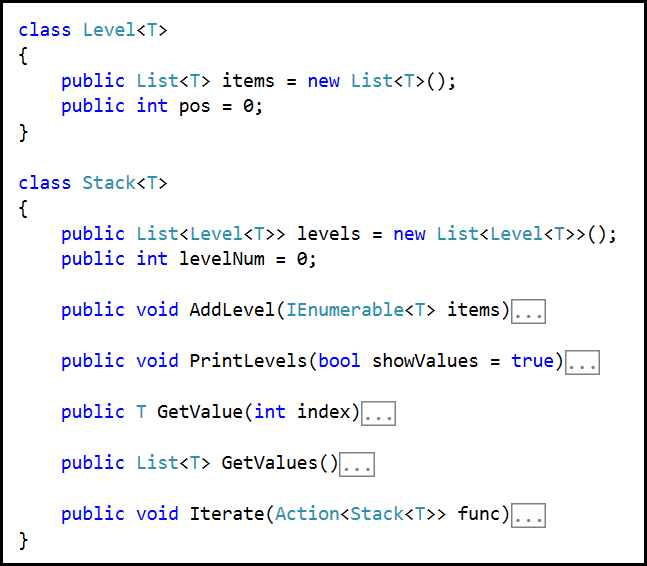 class Level<T>
{
    public List<T> items = new List<T>();
    public int pos = 0;
}

class Stack<T>
{
    public List<Level<T>> levels = new List<Level<T>>();
    public int levelNum = 0;

    public void AddLevel(IEnumerable<T> items)...

    public void PrintLevels(bool showValues = true)...

    public T GetValue(int index)...

    public List<T> GetValues()...

    public void Iterate(Action<Stack<T>> func)...
}